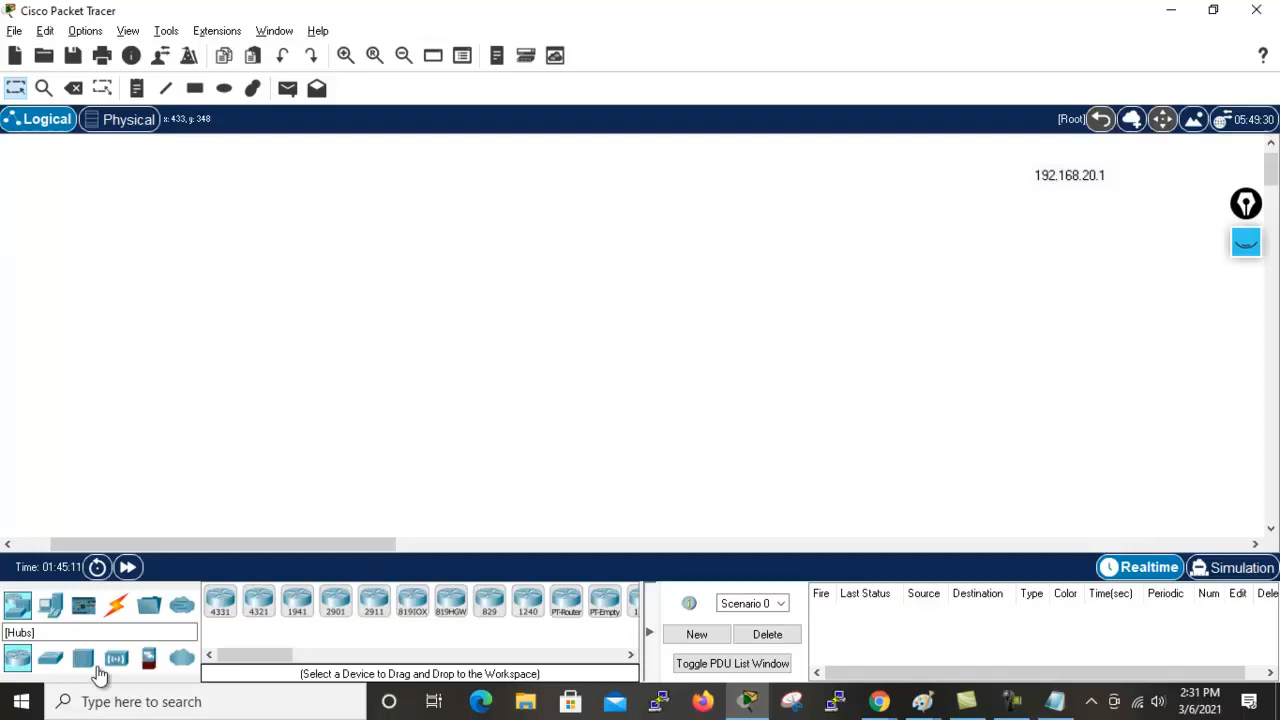 Cisco Packet Tracer
File Edit Options View Tools Extensions Window Help
Logical Physical x: 433, y: 348 [Root] 05:49:30
192.168.20.1
Time: 01:45:11 Realtime Simulation
4331 4321 1941 2901 2911 819IOX 819HGW 829 1240 PT-Router PT-Empty 1
Scenario 0
Fire Last Status Source Destination Type Color Time(sec) Periodic Num Edit Dele
[Hubs]
New Delete
Toggle PDU List Window
(Select a Device to Drag and Drop to the Workspace)
Type here to search
2:31 PM
3/6/2021